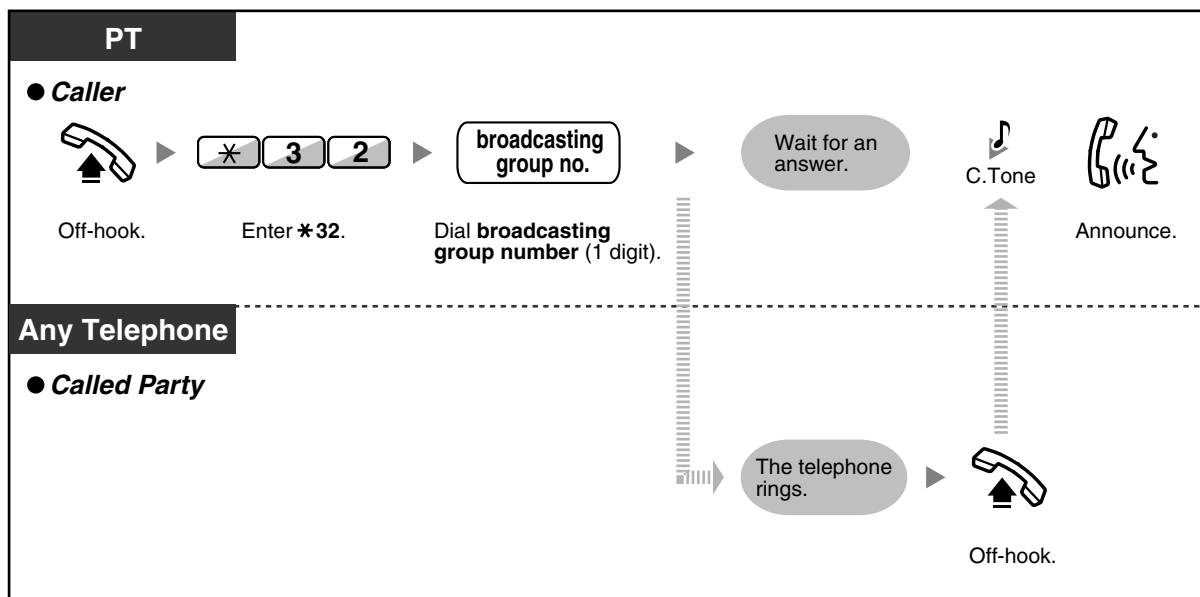 PT
● Caller
✳ 3 2
broadcasting
group no.
Wait for an
answer.
C.Tone
Off-hook.
Enter ✳32.
Dial broadcasting
group number (1 digit).
Announce.
Any Telephone
● Called Party
The telephone
rings.
Off-hook.